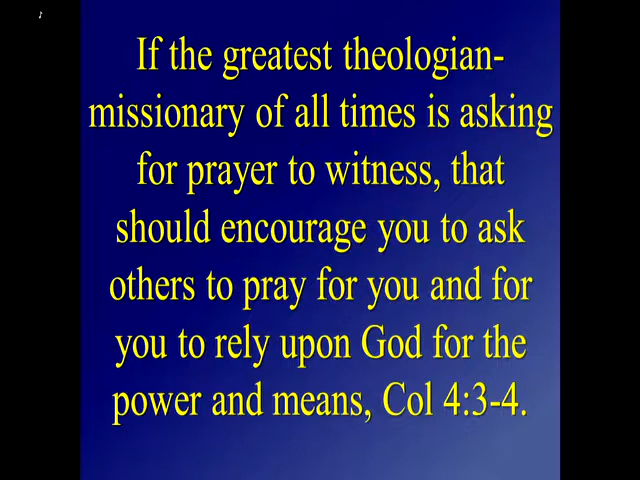 If the greatest theologian-
missionary of all times is asking
for prayer to witness, that
should encourage you to ask
others to pray for you and for
you to rely upon God for the
power and means, Col 4:3-4.